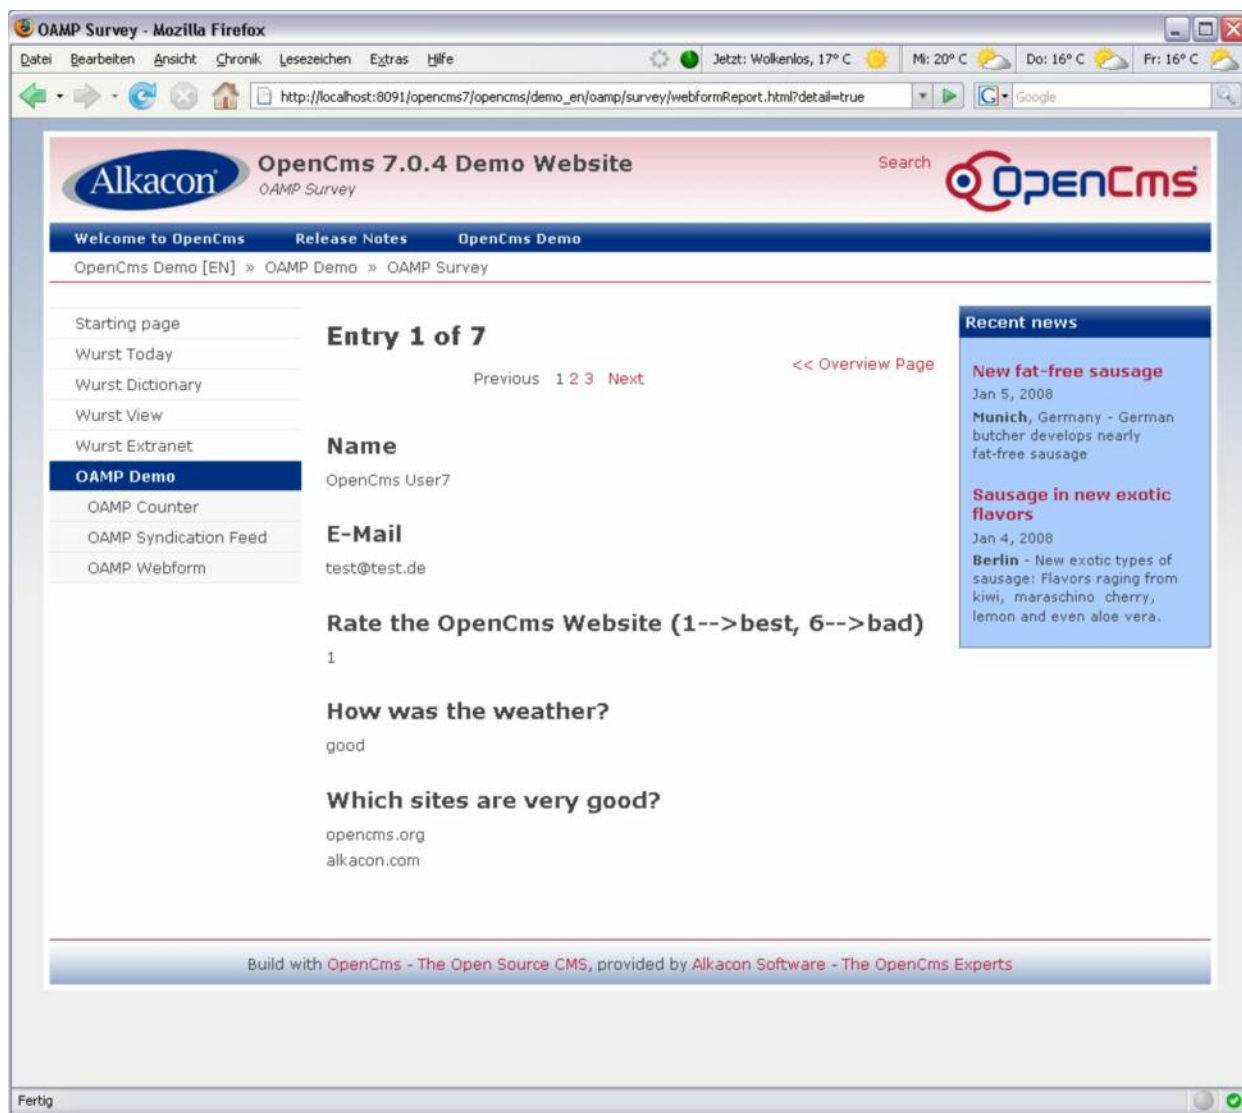 OAMP Survey - Mozilla Firefox
Datei Bearbeiten Ansicht Chronik Lesezeichen Extras Hilfe Jetzt: Wolkenlos, 17° C Mi: 20° C Do: 16° C Fr: 16° C
http://localhost:8091/opencms7/opencms/demo_en/oamp/survey/webformReport.html?detail=true G Google
Alkacon
OpenCms 7.0.4 Demo Website
OAMP Survey
Search
OpenCms
Welcome to OpenCms Release Notes OpenCms Demo
OpenCms Demo [EN] » OAMP Demo » OAMP Survey
Starting page
Wurst Today
Wurst Dictionary
Wurst View
Wurst Extranet
OAMP Demo
OAMP Counter
OAMP Syndication Feed
OAMP Webform
Entry 1 of 7
<< Overview Page
Previous 1 2 3 Next
Name
OpenCms User7
E-Mail
test@test.de
Rate the OpenCms Website (1-->best, 6-->bad)
1
How was the weather?
good
Which sites are very good?
opencms.org
alkacon.com
Recent news
New fat-free sausage
Jan 5, 2008
Munich, Germany - German
butcher develops nearly
fat-free sausage
Sausage in new exotic
flavors
Jan 4, 2008
Berlin - New exotic types of
sausage: Flavors raging from
kiwi, maraschino cherry,
lemon and even aloe vera.
Build with OpenCms - The Open Source CMS, provided by Alkacon Software - The OpenCms Experts
Fertig